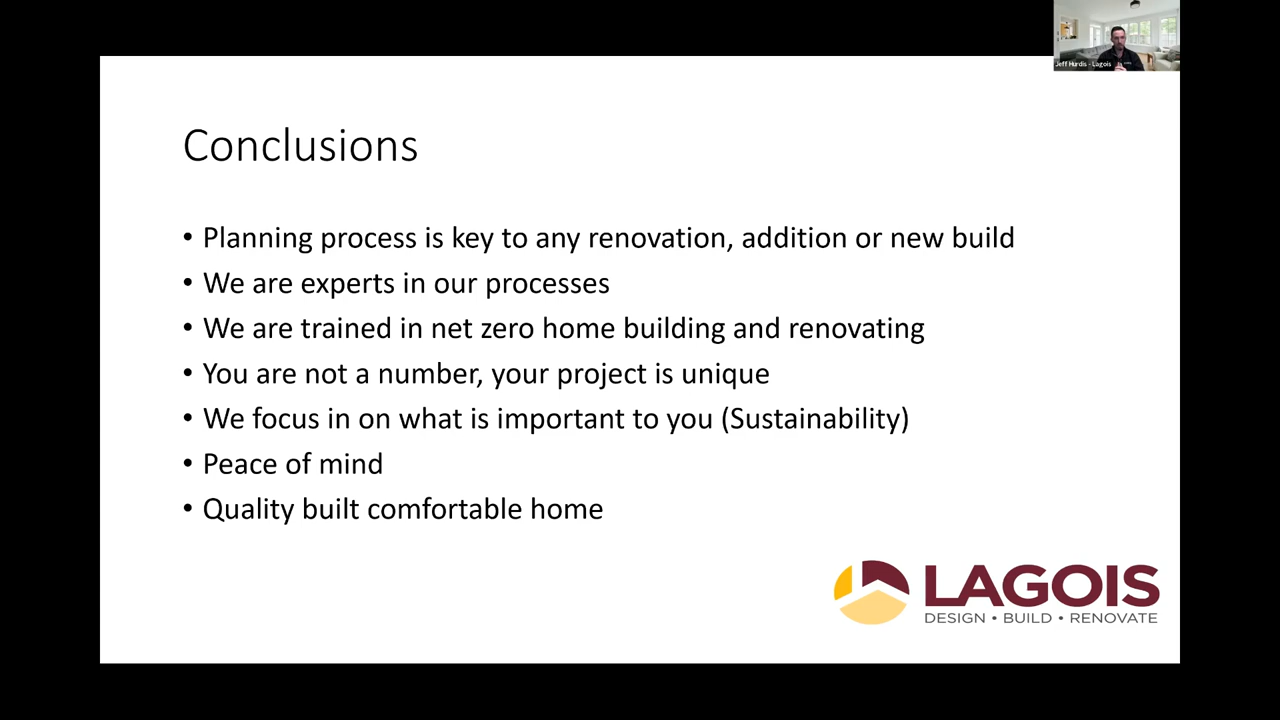 Jeff Hurdis - Lagois
Conclusions
• Planning process is key to any renovation, addition or new build
• We are experts in our processes
• We are trained in net zero home building and renovating
• You are not a number, your project is unique
• We focus in on what is important to you (Sustainability)
• Peace of mind
• Quality built comfortable home
LAGOIS
DESIGN • BUILD • RENOVATE